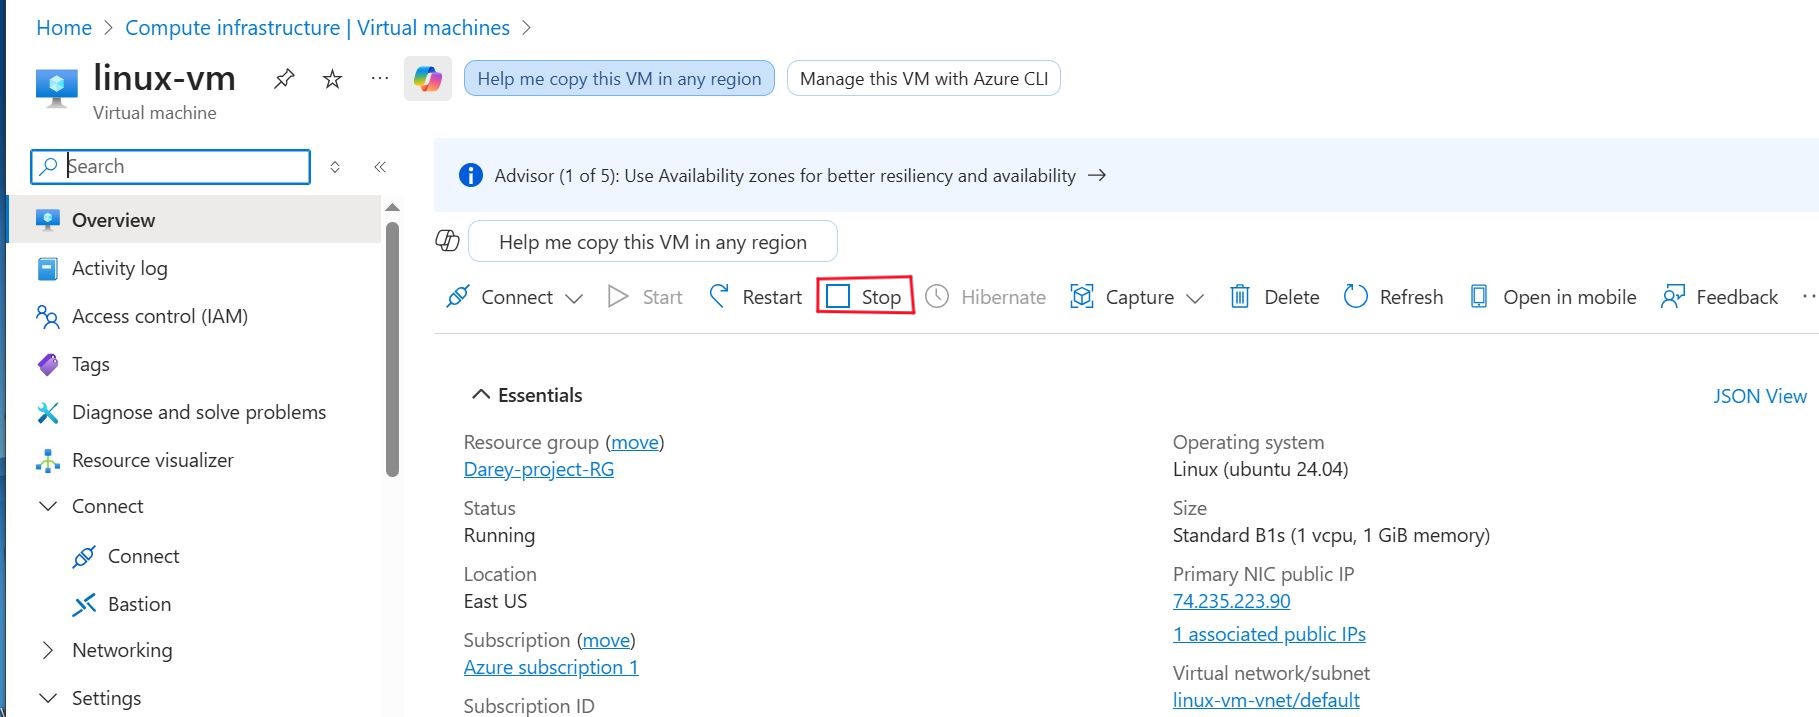 Home > Compute infrastructure | Virtual machines >
linux-vm
Virtual machine
Help me copy this VM in any region
Manage this VM with Azure CLI
Search
Overview
Activity log
Access control (IAM)
Tags
Diagnose and solve problems
Resource visualizer
Connect
Connect
Bastion
Networking
Settings
Advisor (1 of 5): Use Availability zones for better resiliency and availability →
Help me copy this VM in any region
Connect Start Restart Stop Hibernate Capture Delete Refresh Open in mobile Feedback ...
Essentials
JSON View
Resource group (move)
Darey-project-RG
Status
Running
Location
East US
Subscription (move)
Azure subscription 1
Subscription ID
Operating system
Linux (ubuntu 24.04)
Size
Standard B1s (1 vcpu, 1 GiB memory)
Primary NIC public IP
74.235.223.90
1 associated public IPs
Virtual network/subnet
linux-vm-vnet/default